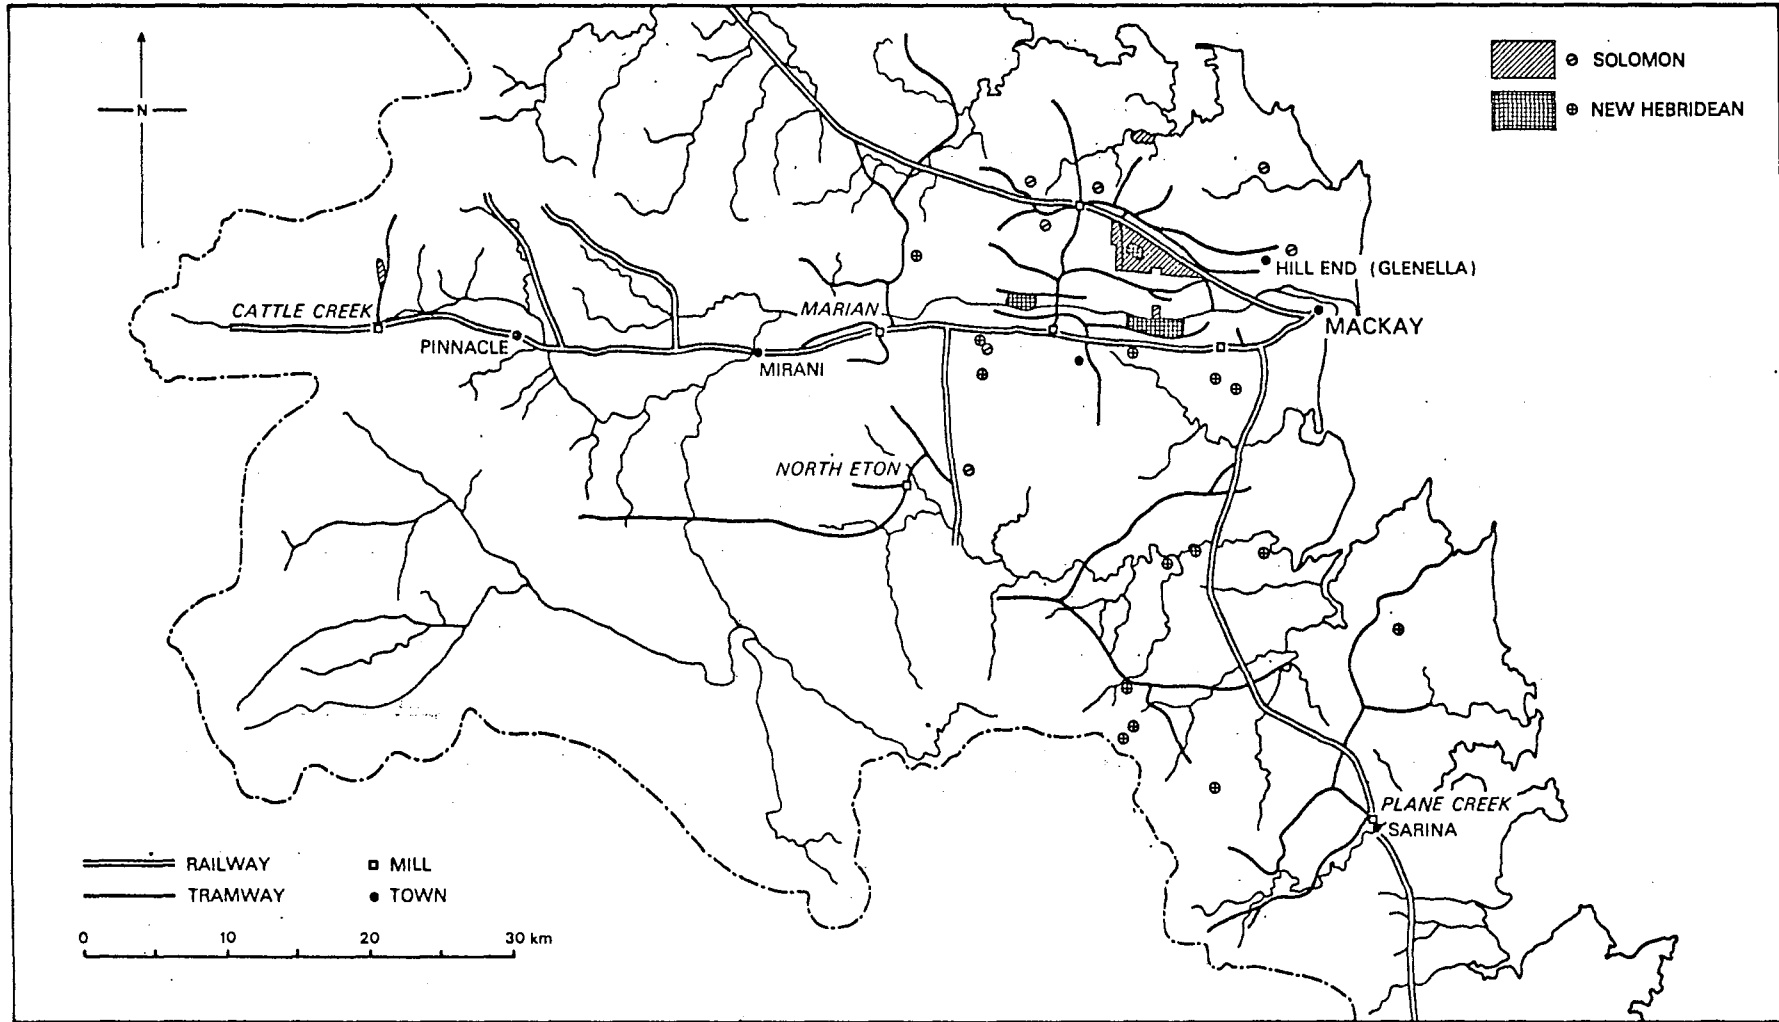 SOLOMON
N
NEW HEBRIDEAN
HILL END (GLENELLA)
CATTLE CREEK
MARIAN
MACKAY
PINNACLE
MIRANI
NORTH ETON
PLANE CREEK
SARINA
RAILWAY
MILL
TRAMWAY
TOWN
0 10 20 30 km